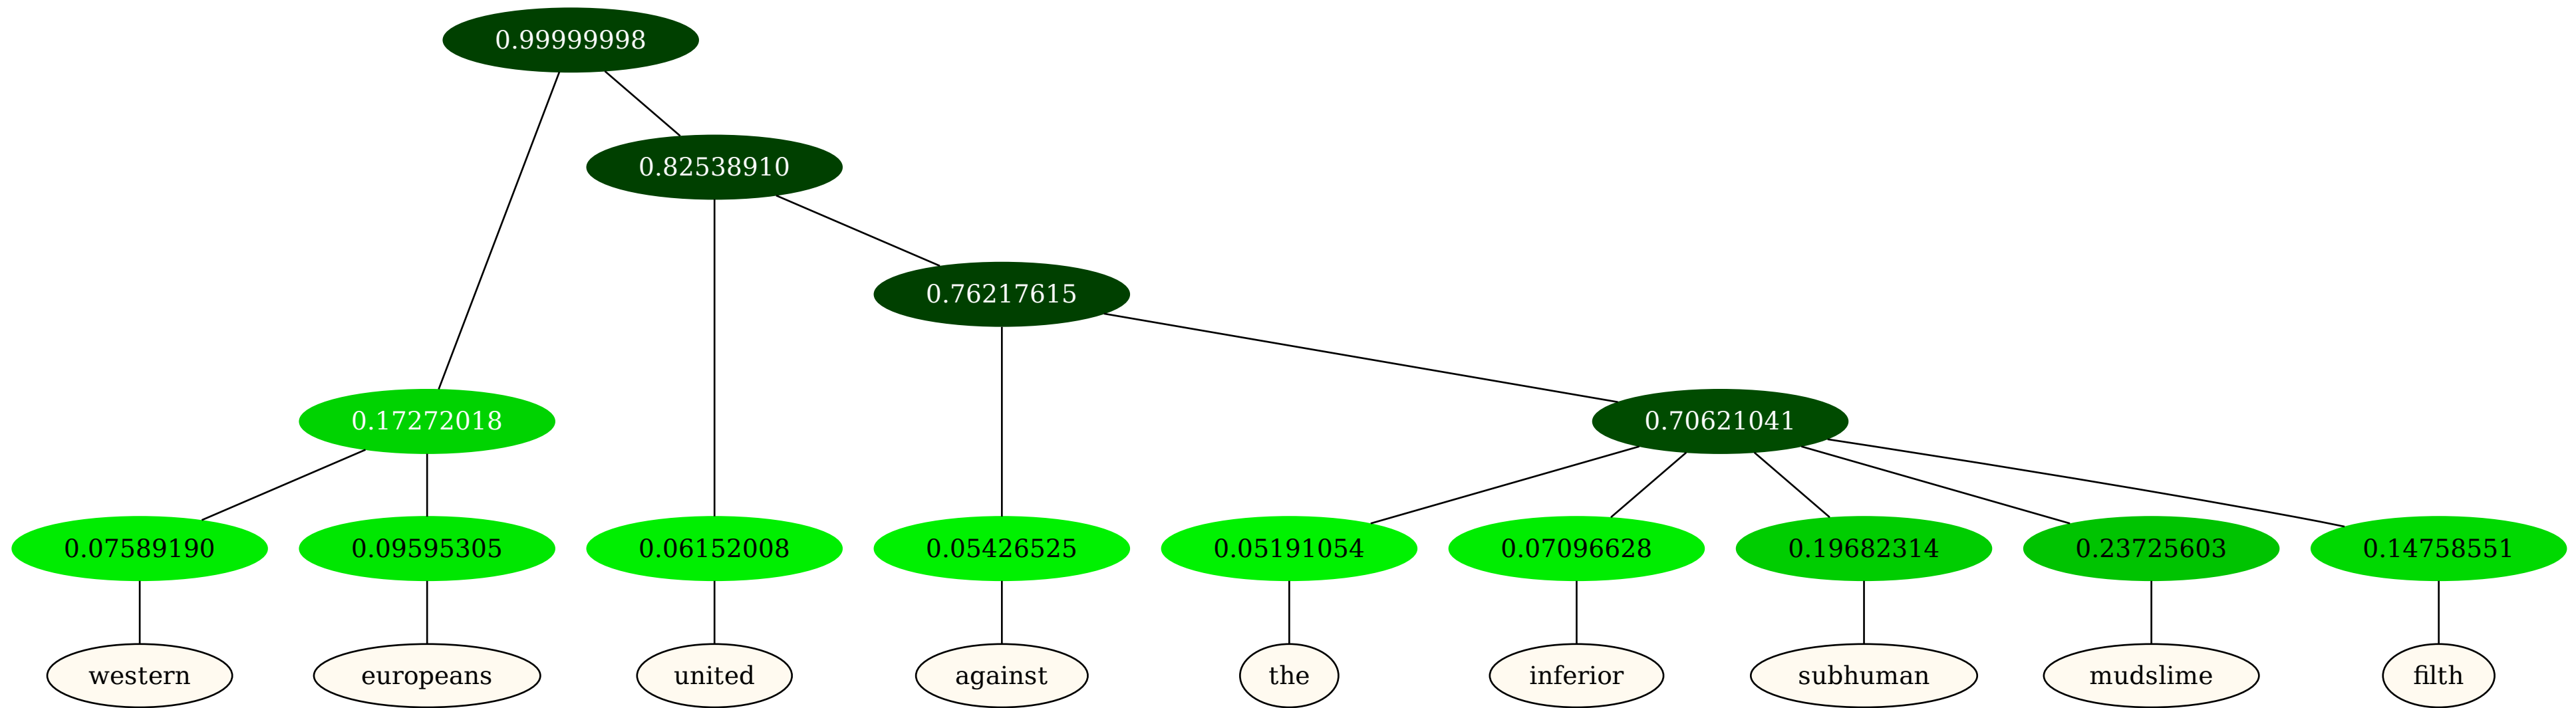 0.99999998
0.82538910
0.76217615
0.17272018 0.70621041
0.07589190 0.09595305 0.06152008 0.05426525 0.05191054 0.07096628 0.19682314 0.23725603 0.14758551
western europeans united against the inferior subhuman mudslime filth